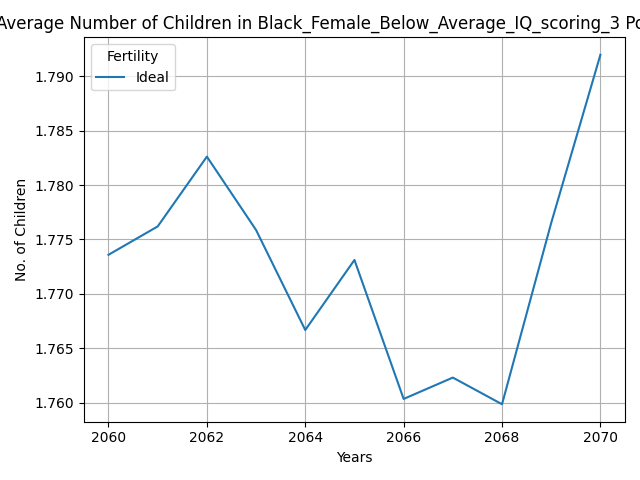 Average Number of Children in Black_Female_Below_Average_IQ_scoring_3 Po
Fertility
Ideal
1.790
1.785
1.780
1.775
1.770
1.765
1.760
No. of Children
2060 2062 2064 2066 2068 2070
Years